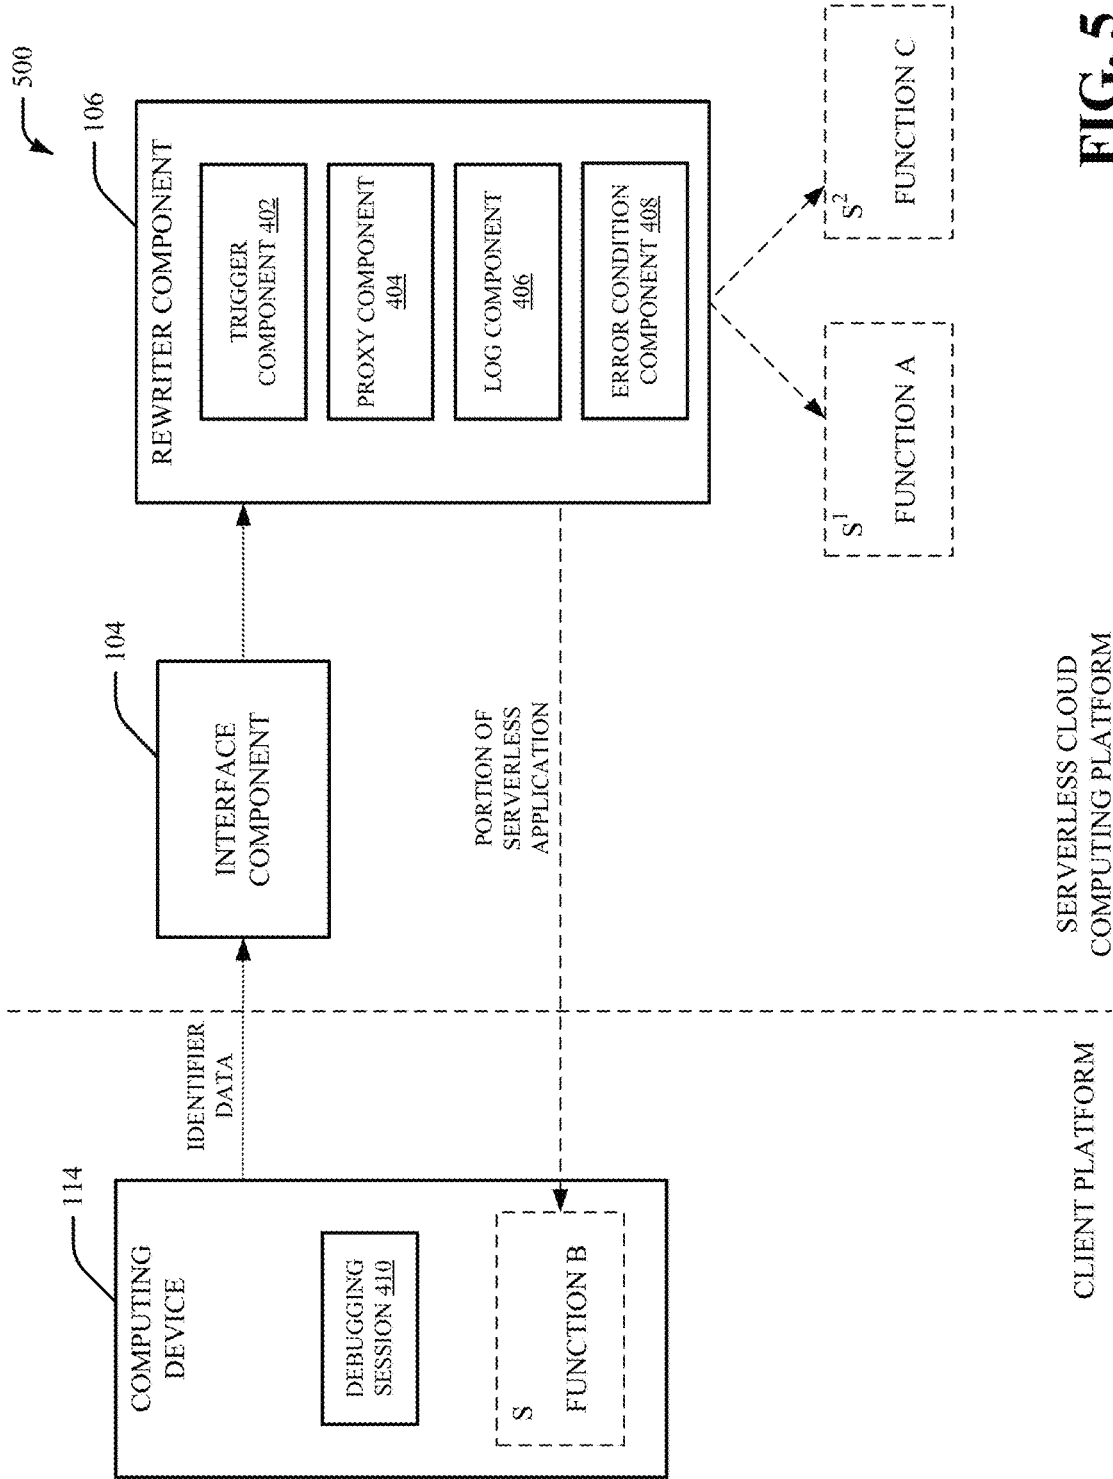 500
106
REWRITER COMPONENT
TRIGGER
COMPONENT 402
PROXY COMPONENT
404
LOG COMPONENT
406
ERROR CONDITION
COMPONENT 408
104
INTERFACE
COMPONENT
114
COMPUTING
DEVICE
IDENTIFIER
DATA
DEBUGGING
SESSION 410
PORTION OF
SERVERLESS
APPLICATION
S
FUNCTION B
S1
FUNCTION A
S2
FUNCTION C
CLIENT PLATFORM
SERVERLESS CLOUD
COMPUTING PLATFORM
FIG. 5